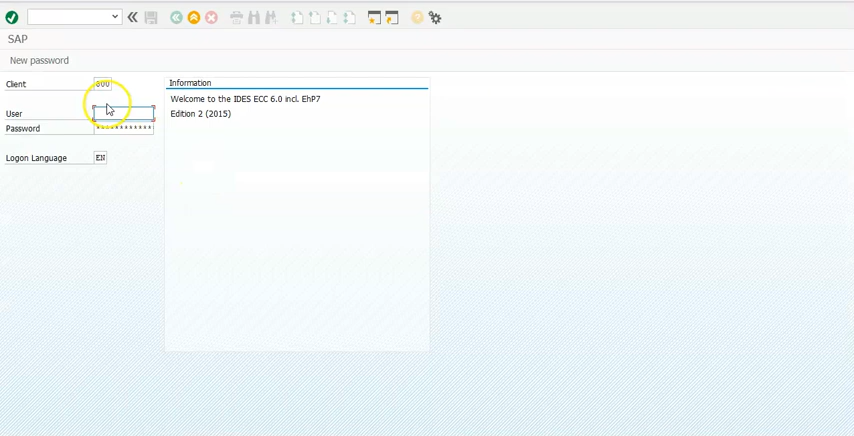 SAP
New password
Client 800
Information
Welcome to the IDES ECC 6.0 incl. EhP7
Edition 2 (2015)
User
Password ************
Logon Language EN